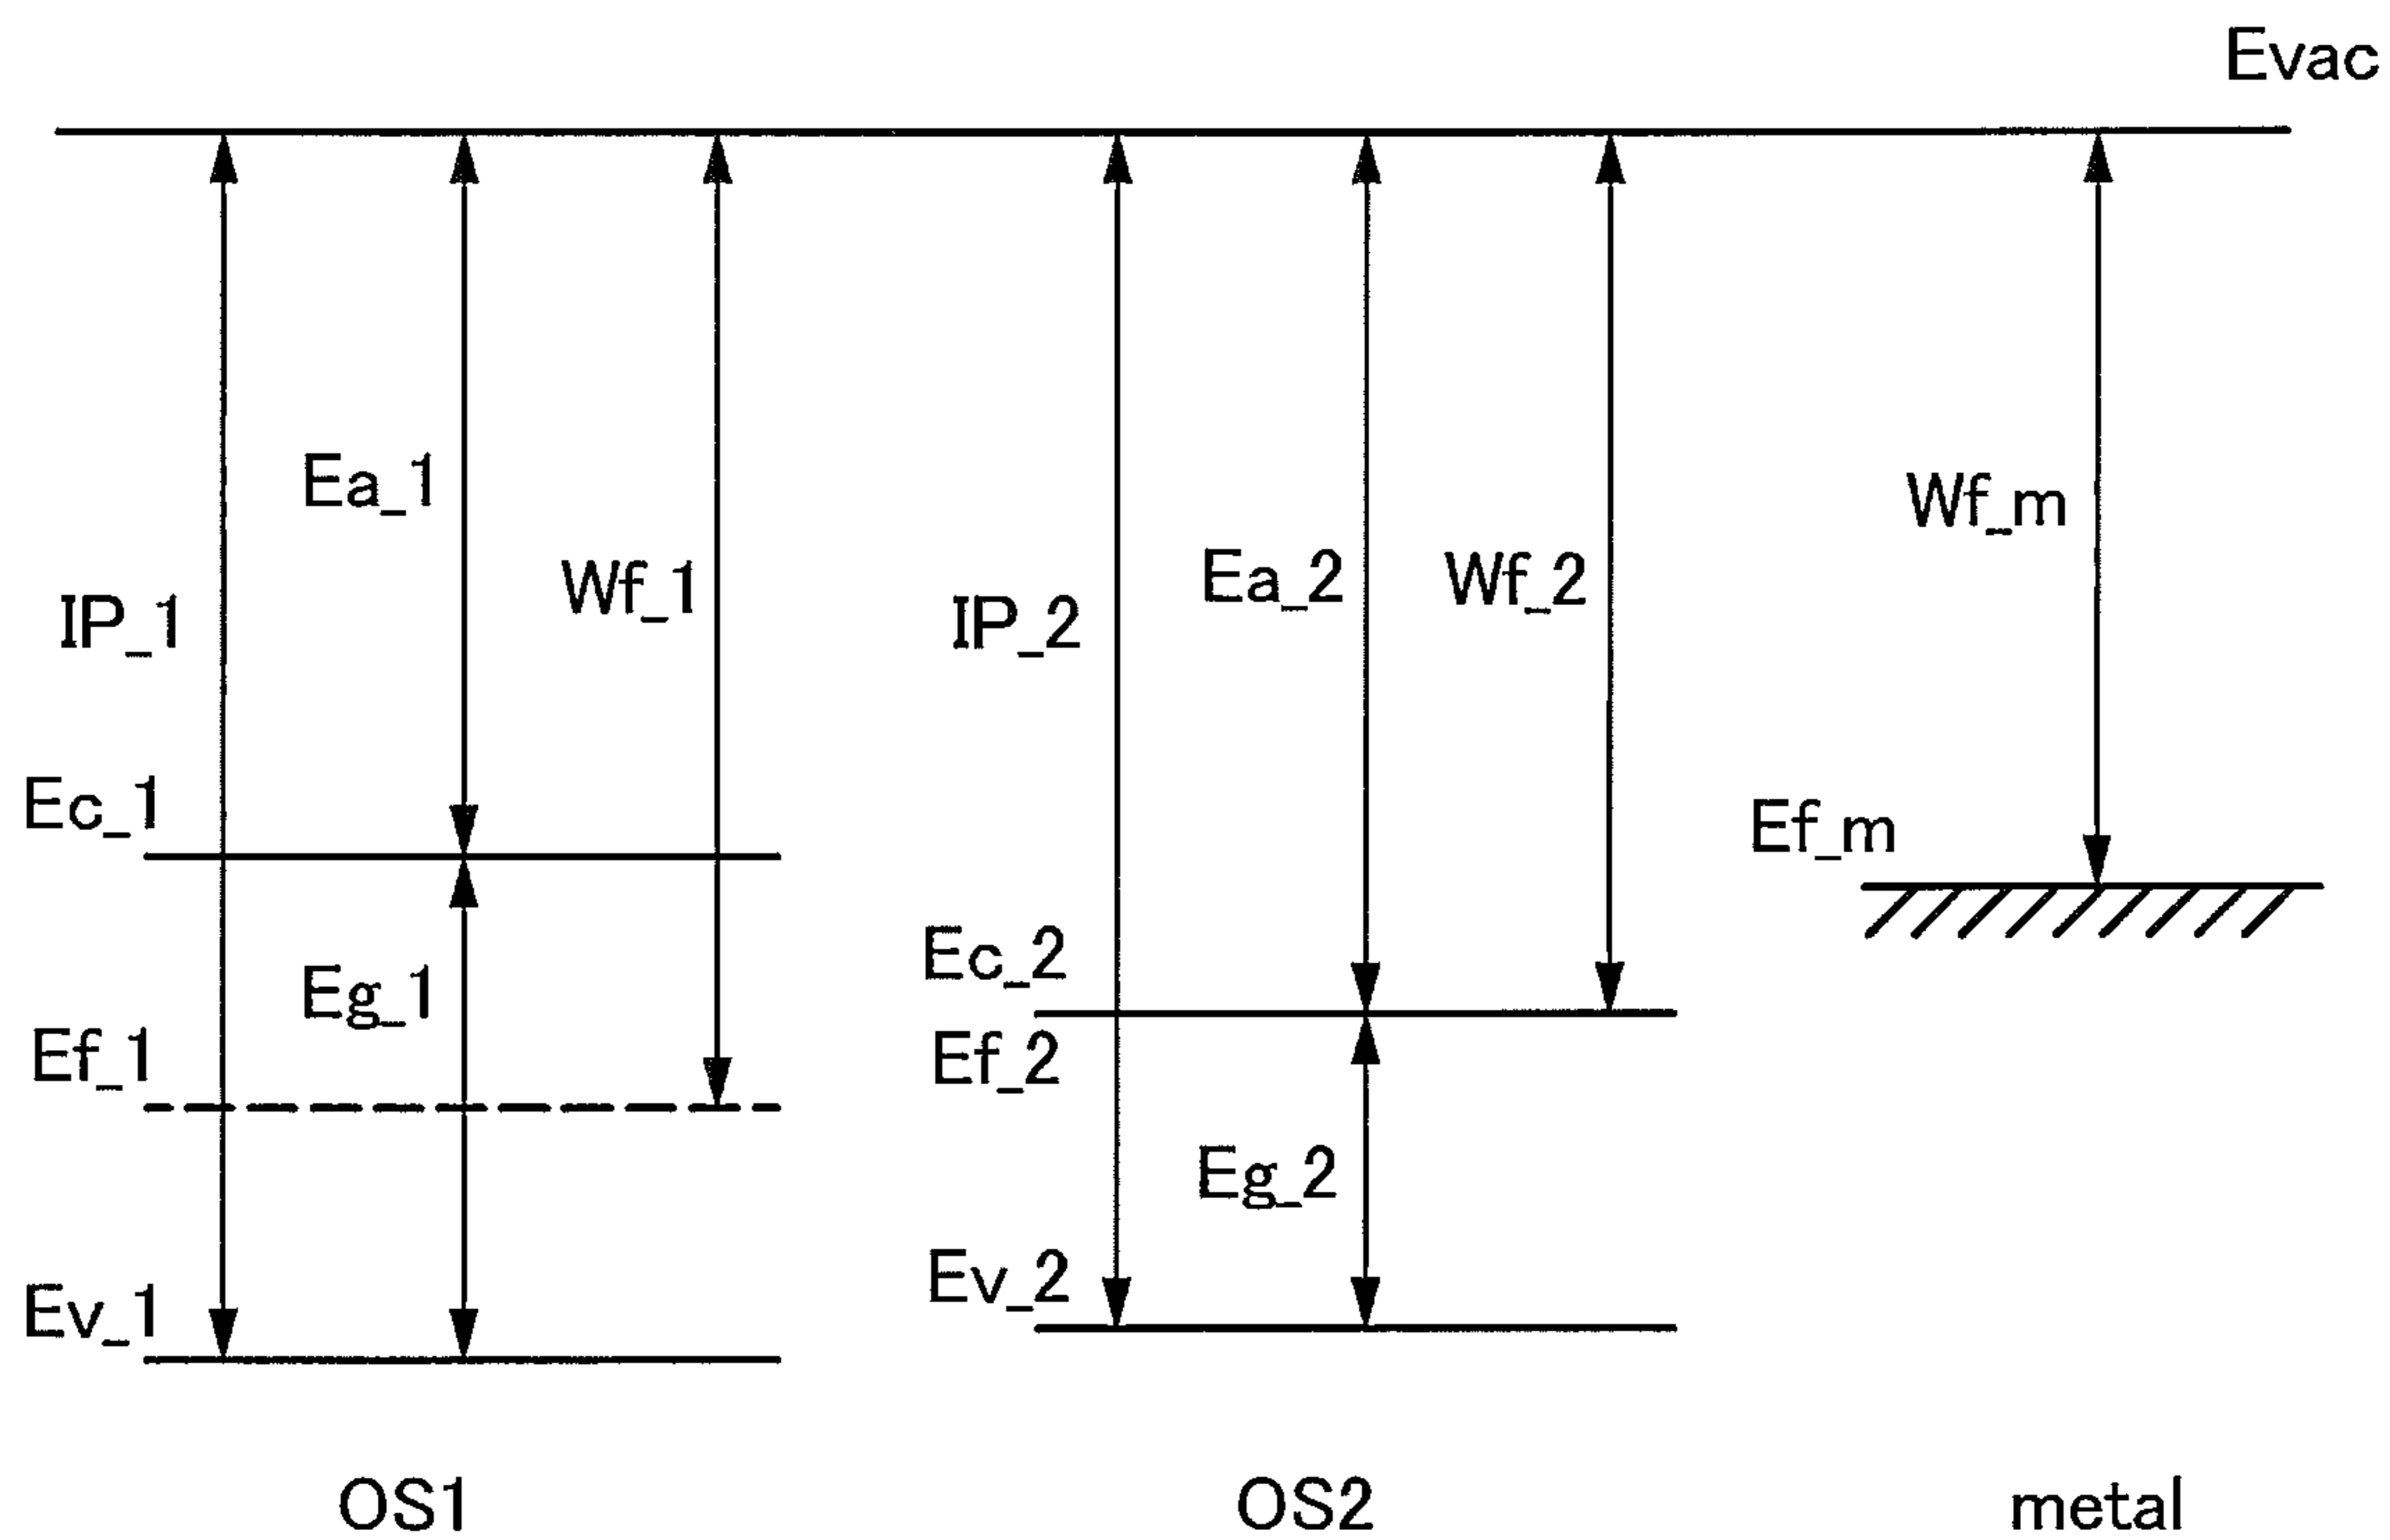 Evac
Ea_1
Wf_1
IP_1
Ec_1
Eg_1
Ef_1
Ev_1
OS1
Ea_2
Wf_2
IP_2
Ec_2
Ef_2
Eg_2
Ev_2
OS2
Wf_m
Ef_m
metal